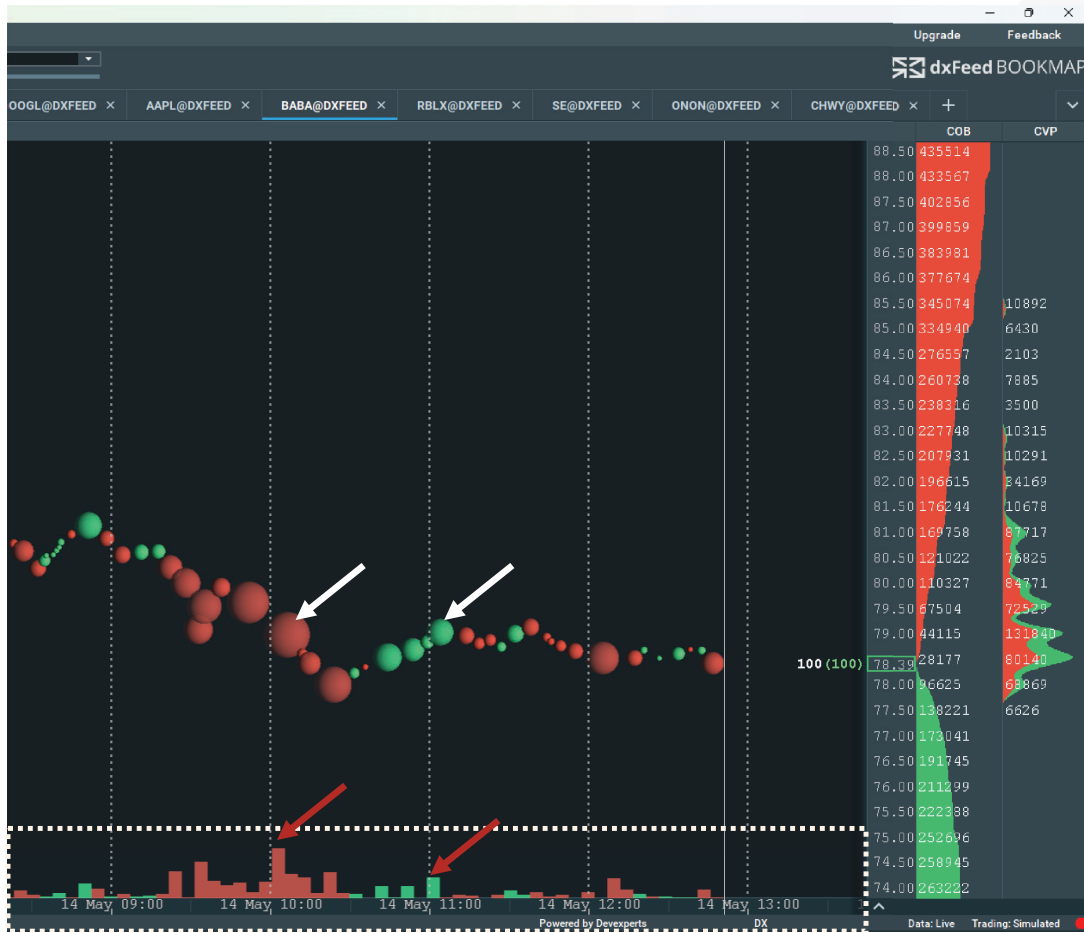 Upgrade Feedback
dxFeed BOOKMAP
OOGL@DXFEED × AAPL@DXFEED × BABA@DXFEED × RBLX@DXFEED × SE@DXFEED × ONON@DXFEED × CHWY@DXFEED × +
COB CVP
88.50 435514
88.00 433567
87.50 402856
87.00 399859
86.50 383981
86.00 377674
85.50 345074 10892
85.00 334940 6430
84.50 276557 2103
84.00 260738 7885
83.50 238316 3500
83.00 227748 10315
82.50 207931 10291
82.00 196615 34169
81.50 176244 10678
81.00 169758 87717
80.50 121022 76825
80.00 110327 84771
79.50 67504 72529
79.00 44115 131840
100 (100) 78.39 28177 80140
78.00 96625 68869
77.50 138221 6626
77.00 173041
76.50 191745
76.00 211299
75.50 222388
75.00 252696
74.50 258945
74.00 263222
14 May 09:00 14 May 10:00 14 May 11:00 14 May 12:00 14 May 13:00
Powered by Devexperts DX Data: Live Trading: Simulated